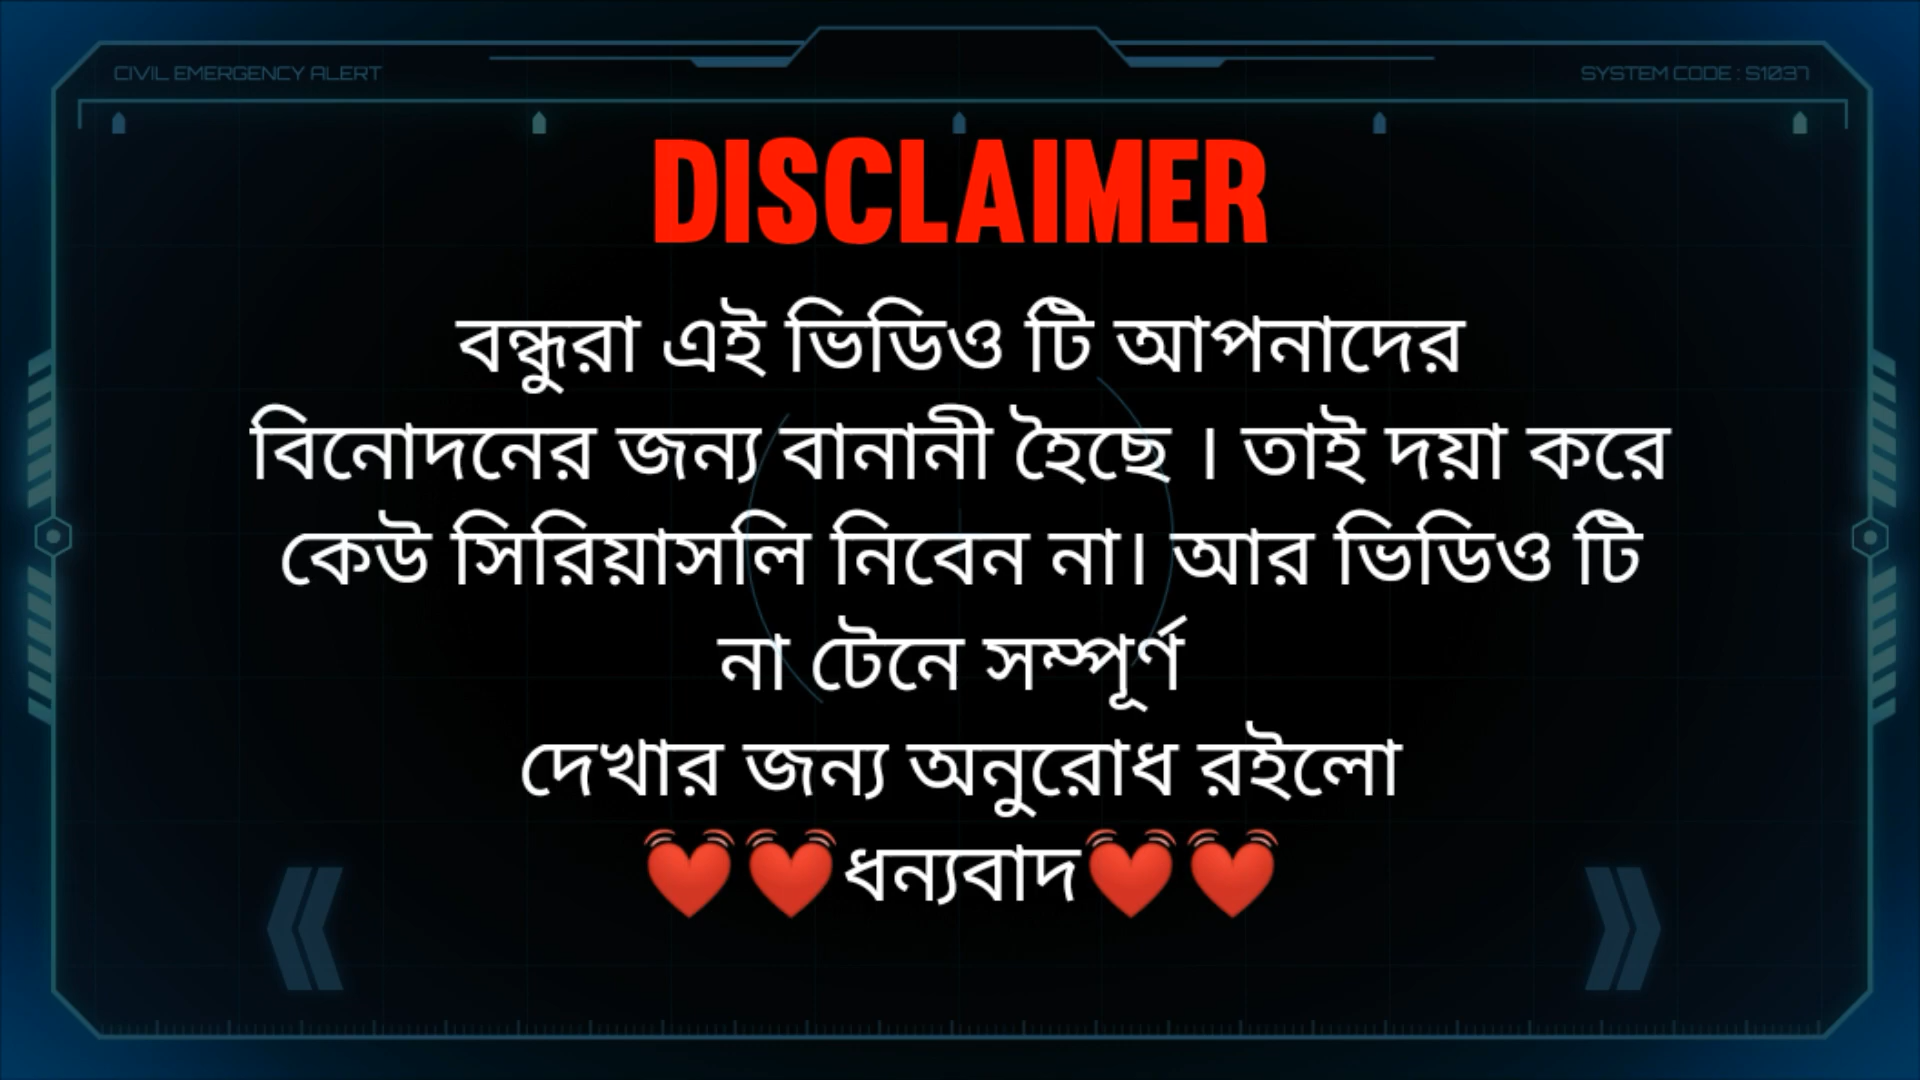 CIVIL EMERGENCY ALERT
SYSTEM CODE : S1037
DISCLAIMER
বন্ধুরা এই ভিডিও টি আপনাদের
বিনোদনের জন্য বানানী হৈছে । তাই দয়া করে
কেউ সিরিয়াসলি নিবেন না। আর ভিডিও টি
না টেনে সম্পূর্ণ
দেখার জন্য অনুরোধ রইলো
💓💓ধন্যবাদ💓💓